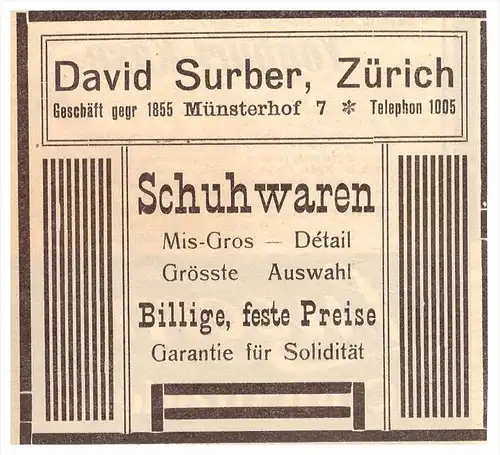 David Surber, Zürich
Geschäft gegr 1855 Münsterhof 7 * Telephon 1005
Schuhwaren
Mis-Gros — Détail
Grösste Auswahl
Billige, feste Preise
Garantie für Solidität